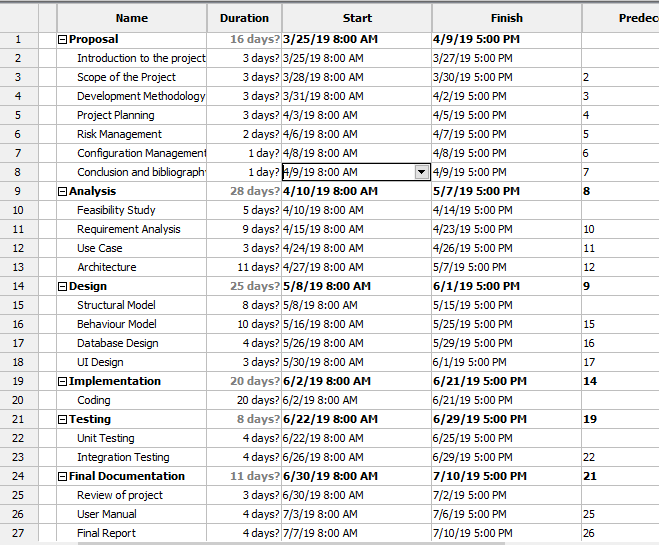 Name Duration Start Finish Predec
1 Proposal 16 days? 3/25/19 8:00 AM 4/9/19 5:00 PM
2 Introduction to the project 3 days? 3/25/19 8:00 AM 3/27/19 5:00 PM
3 Scope of the Project 3 days? 3/28/19 8:00 AM 3/30/19 5:00 PM 2
4 Development Methodology 3 days? 3/31/19 8:00 AM 4/2/19 5:00 PM 3
5 Project Planning 3 days? 4/3/19 8:00 AM 4/5/19 5:00 PM 4
6 Risk Management 2 days? 4/6/19 8:00 AM 4/7/19 5:00 PM 5
7 Configuration Management 1 day? 4/8/19 8:00 AM 4/8/19 5:00 PM 6
8 Conclusion and bibliography 1 day? 4/9/19 8:00 AM 4/9/19 5:00 PM 7
9 Analysis 28 days? 4/10/19 8:00 AM 5/7/19 5:00 PM 8
10 Feasibility Study 5 days? 4/10/19 8:00 AM 4/14/19 5:00 PM
11 Requirement Analysis 9 days? 4/15/19 8:00 AM 4/23/19 5:00 PM 10
12 Use Case 3 days? 4/24/19 8:00 AM 4/26/19 5:00 PM 11
13 Architecture 11 days? 4/27/19 8:00 AM 5/7/19 5:00 PM 12
14 Design 25 days? 5/8/19 8:00 AM 6/1/19 5:00 PM 9
15 Structural Model 8 days? 5/8/19 8:00 AM 5/15/19 5:00 PM
16 Behaviour Model 10 days? 5/16/19 8:00 AM 5/25/19 5:00 PM 15
17 Database Design 4 days? 5/26/19 8:00 AM 5/29/19 5:00 PM 16
18 UI Design 3 days? 5/30/19 8:00 AM 6/1/19 5:00 PM 17
19 Implementation 20 days? 6/2/19 8:00 AM 6/21/19 5:00 PM 14
20 Coding 20 days? 6/2/19 8:00 AM 6/21/19 5:00 PM
21 Testing 8 days? 6/22/19 8:00 AM 6/29/19 5:00 PM 19
22 Unit Testing 4 days? 6/22/19 8:00 AM 6/25/19 5:00 PM
23 Integration Testing 4 days? 6/26/19 8:00 AM 6/29/19 5:00 PM 22
24 Final Documentation 11 days? 6/30/19 8:00 AM 7/10/19 5:00 PM 21
25 Review of project 3 days? 6/30/19 8:00 AM 7/2/19 5:00 PM
26 User Manual 4 days? 7/3/19 8:00 AM 7/6/19 5:00 PM 25
27 Final Report 4 days? 7/7/19 8:00 AM 7/10/19 5:00 PM 26